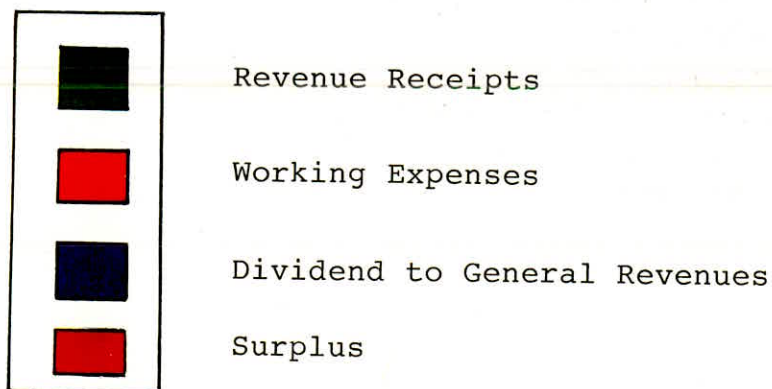 Revenue Receipts
Working Expenses
Dividend to General Revenues
Surplus